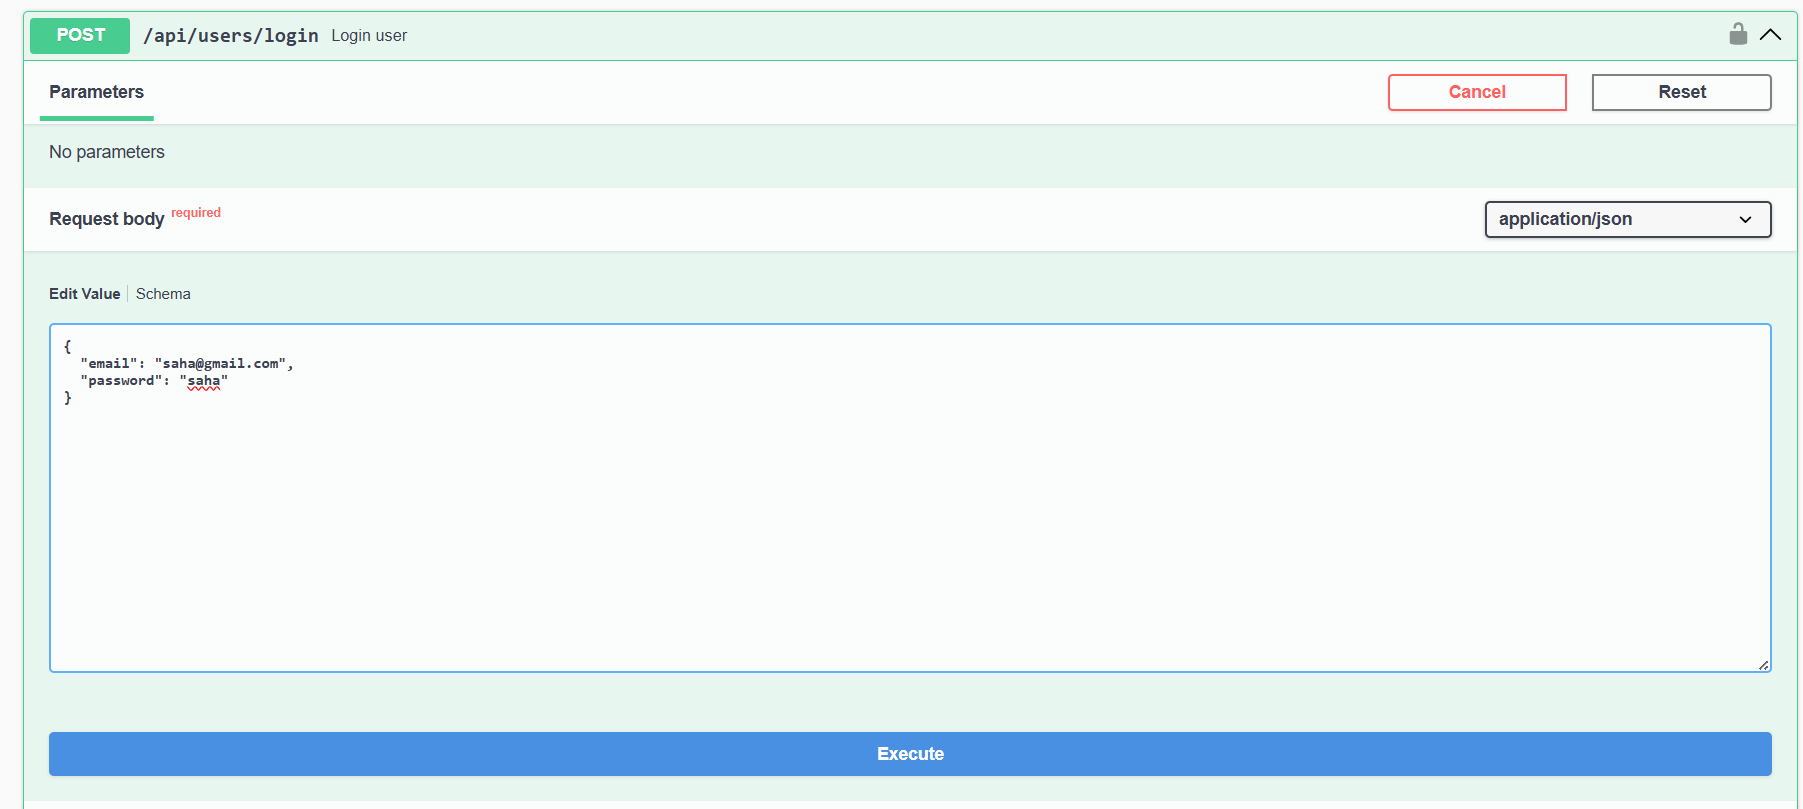 POST /api/users/login Login user
Parameters
Cancel
Reset
No parameters
Request body required
application/json
Edit Value | Schema
{
  "email": "saha@gmail.com",
  "password": "saha"
}
Execute